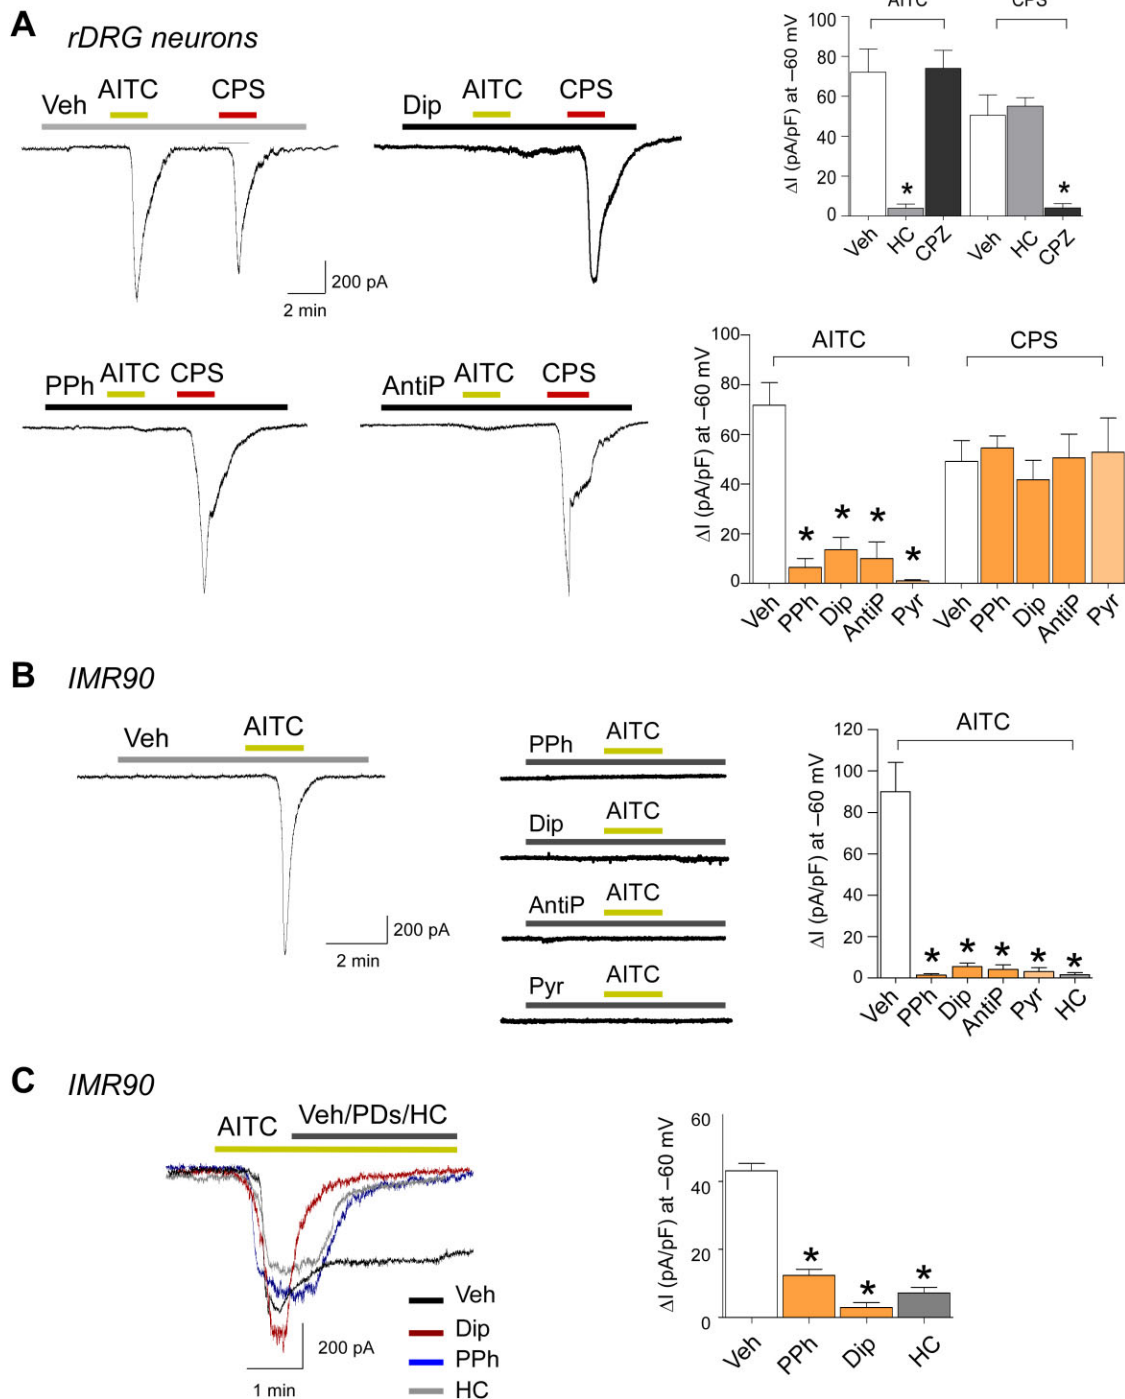 A
rDRG neurons
Veh AITC CPS
200 pA
2 min
Dip AITC CPS
ΔI (pA/pF) at –60 mV
100
80
60
40
20
0
AITC CPS
* *
Veh HC CPZ Veh HC CPZ
PPh AITC CPS
AntiP AITC CPS
ΔI (pA/pF) at –60 mV
100
80
60
40
20
0
AITC CPS
* * * *
Veh PPh Dip AntiP Pyr Veh PPh Dip AntiP Pyr
B
IMR90
Veh AITC
200 pA
2 min
PPh AITC
Dip AITC
AntiP AITC
Pyr AITC
ΔI (pA/pF) at –60 mV
120
100
80
60
40
20
0
AITC
* * * * *
Veh PPh Dip AntiP Pyr HC
C
IMR90
AITC Veh/PDs/HC
200 pA
1 min
Veh
Dip
PPh
HC
ΔI (pA/pF) at –60 mV
60
40
20
0
* * *
Veh PPh Dip HC